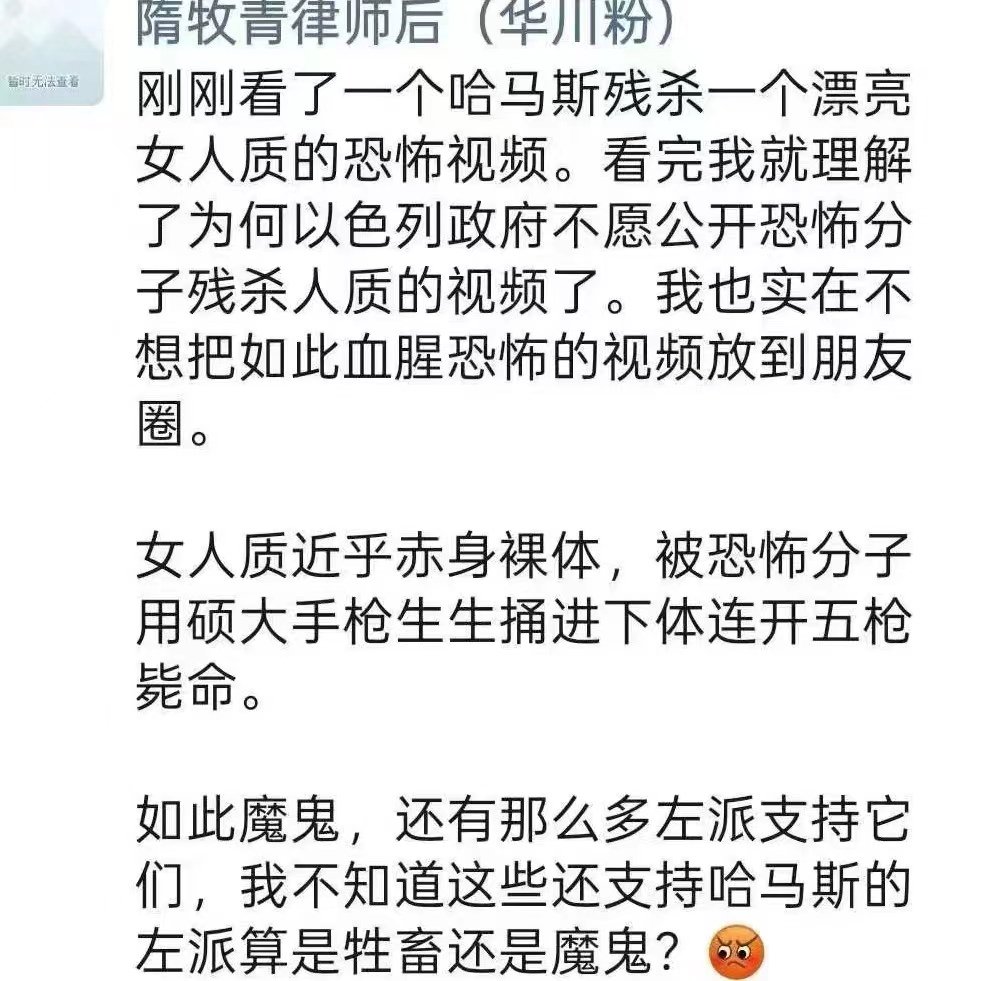 隋牧青律师后（华川粉）
暂时无法查看
刚刚看了一个哈马斯残杀一个漂亮
女人质的恐怖视频。看完我就理解
了为何以色列政府不愿公开恐怖分
子残杀人质的视频了。我也实在不
想把如此血腥恐怖的视频放到朋友
圈。
女人质近乎赤身裸体，被恐怖分子
用硕大手枪生生捅进下体连开五枪
毙命。
如此魔鬼，还有那么多左派支持它
们，我不知道这些还支持哈马斯的
左派算是牲畜还是魔鬼？